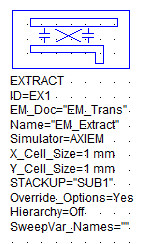 EXTRACT
ID=EX1
EM_Doc="EM_Trans"
Name="EM_Extract"
Simulator=AXIEM
X_Cell_Size=1 mm
Y_Cell_Size=1 mm
STACKUP="SUB1"
Override_Options=Yes
Hierarchy=Off
SweepVar_Names=""